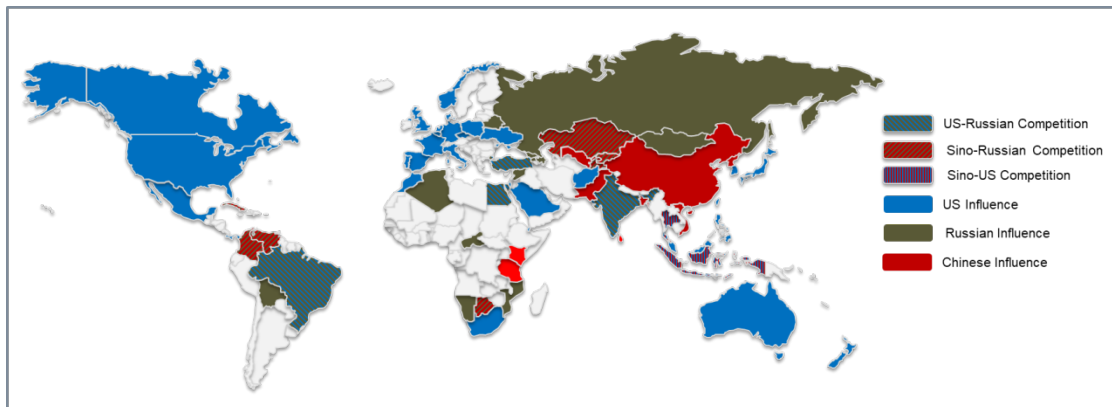 US-Russian Competition
Sino-Russian Competition
Sino-US Competition
US Influence
Russian Influence
Chinese Influence